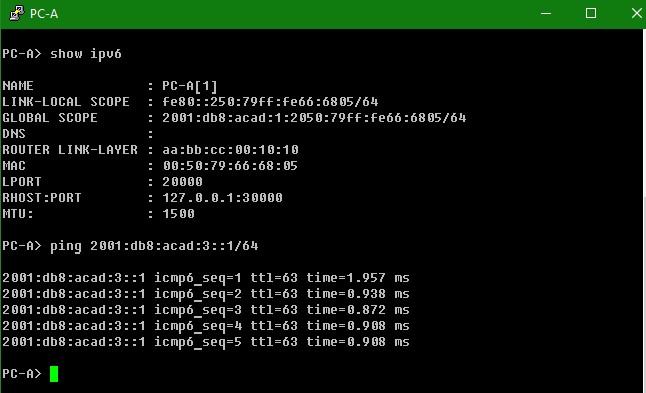 PC-A
PC-A> show ipv6
NAME : PC-A[1]
LINK-LOCAL SCOPE : fe80::250:79ff:fe66:6805/64
GLOBAL SCOPE : 2001:db8:acad:1:2050:79ff:fe66:6805/64
DNS :
ROUTER LINK-LAYER : aa:bb:cc:00:10:10
MAC : 00:50:79:66:68:05
LPORT : 20000
RHOST:PORT : 127.0.0.1:30000
MTU: : 1500
PC-A> ping 2001:db8:acad:3::1/64
2001:db8:acad:3::1 icmp6_seq=1 ttl=63 time=1.957 ms
2001:db8:acad:3::1 icmp6_seq=2 ttl=63 time=0.938 ms
2001:db8:acad:3::1 icmp6_seq=3 ttl=63 time=0.872 ms
2001:db8:acad:3::1 icmp6_seq=4 ttl=63 time=0.908 ms
2001:db8:acad:3::1 icmp6_seq=5 ttl=63 time=0.908 ms
PC-A>